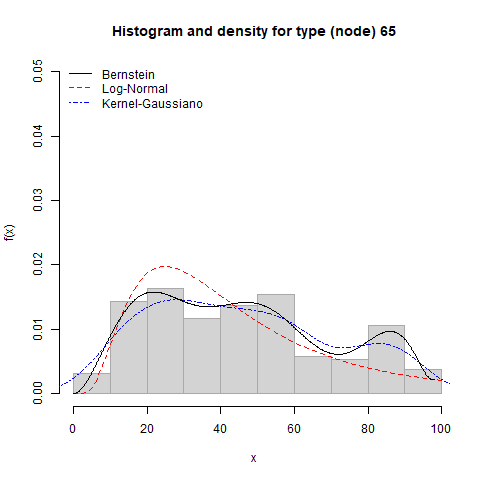 Histogram and density for type (node) 65
Bernstein
Log-Normal
Kernel-Gaussiano
f(x)
0.05
0.04
0.03
0.02
0.01
0.00
0 20 40 60 80 100
x